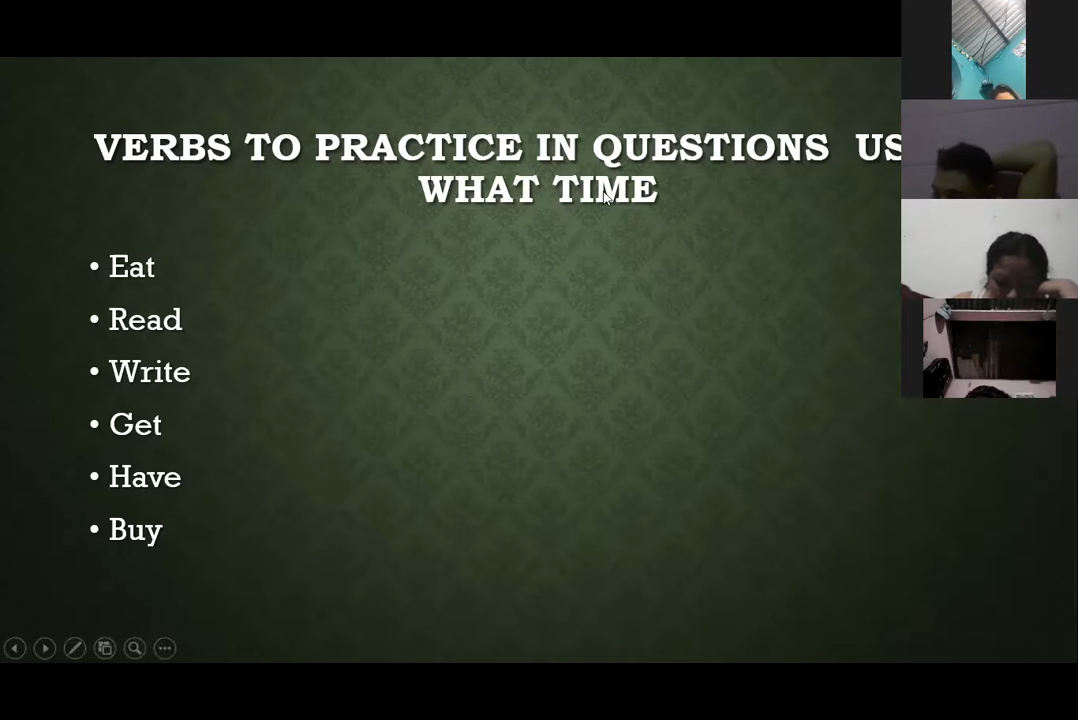 VERBS TO PRACTICE IN QUESTIONS
WHAT TIME
• Eat
• Read
• Write
• Get
• Have
• Buy